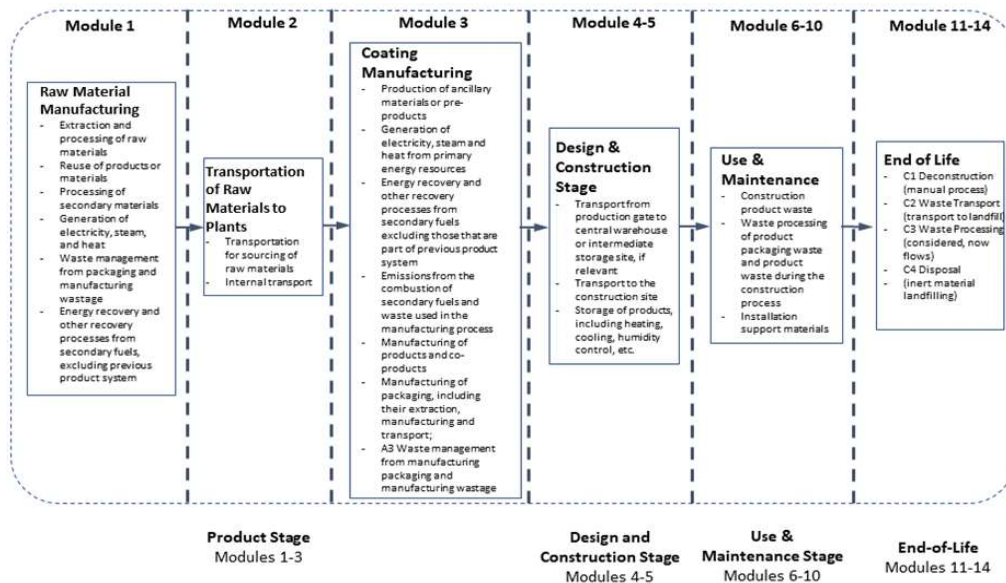 Module 1
Module 2
Module 3
Module 4-5
Module 6-10
Module 11-14
Raw Material
Manufacturing
- Extraction and
processing of raw
materials
- Reuse of products or
materials
- Processing of
secondary materials
- Generation of
electricity, steam,
and heat
- Waste management
from packaging and
manufacturing
wastage
- Energy recovery and
other recovery
processes from
secondary fuels,
excluding previous
product system
Transportation
of Raw
Materials to
Plants
- Transportation
for sourcing of
raw materials
- Internal transport
Coating
Manufacturing
- Production of ancillary
materials or pre-
products
- Generation of
electricity, steam and
heat from primary
energy resources
- Energy recovery and
other recovery
processes from
secondary fuels
excluding those that are
part of previous product
system
- Emissions from the
combustion of
secondary fuels and
waste used in the
manufacturing process
- Manufacturing of
products and co-
products
- Manufacturing of
packaging, including
their extraction,
manufacturing and
transport;
- A3 Waste management
from manufacturing
packaging and
manufacturing wastage
Design &
Construction
Stage
- Transport from
production gate to
central warehouse
or intermediate
storage site, if
relevant
- Transport to the
construction site
- Storage of products,
including heating,
cooling, humidity
control, etc.
Use &
Maintenance
- Construction
product waste
- Waste processing of
product
packaging waste
and product
waste during the
construction
process
- Installation
support materials
End of Life
- C1 Deconstruction
(manual process)
- C2 Waste Transport
(transport to landfill)
- C3 Waste Processing
(considered, now
flows)
- C4 Disposal
- (inert material
landfilling)
Product Stage
Modules 1-3
Design and
Construction Stage
Modules 4-5
Use &
Maintenance Stage
Modules 6-10
End-of-Life
Modules 11-14